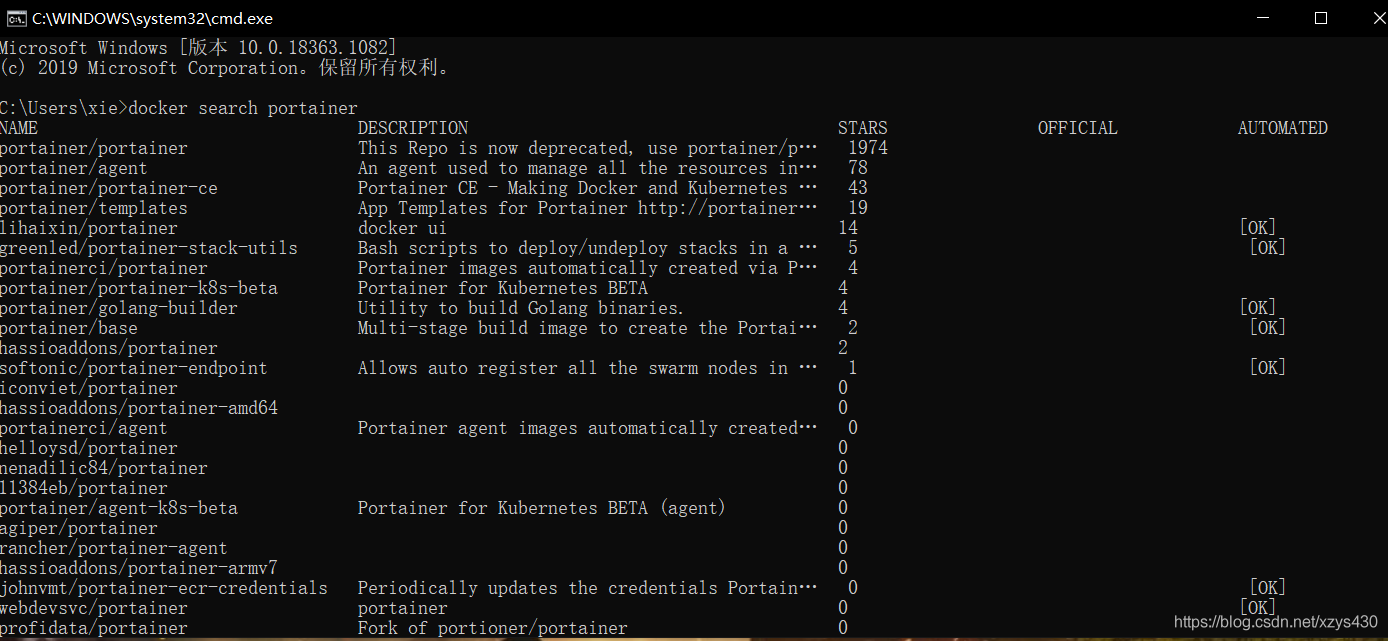 C:\WINDOWS\system32\cmd.exe
Microsoft Windows [版本 10.0.18363.1082]
(c) 2019 Microsoft Corporation。保留所有权利。
C:\Users\xie>docker search portainer
NAME DESCRIPTION STARS OFFICIAL AUTOMATED
portainer/portainer This Repo is now deprecated, use portainer/p… 1974
portainer/agent An agent used to manage all the resources in… 78
portainer/portainer-ce Portainer CE - Making Docker and Kubernetes … 43
portainer/templates App Templates for Portainer http://portainer… 19
lihaixin/portainer docker ui 14 [OK]
greenled/portainer-stack-utils Bash scripts to deploy/undeploy stacks in a … 5 [OK]
portainerci/portainer Portainer images automatically created via P… 4
portainer/portainer-k8s-beta Portainer for Kubernetes BETA 4
portainer/golang-builder Utility to build Golang binaries. 4 [OK]
portainer/base Multi-stage build image to create the Portai… 2 [OK]
hassioaddons/portainer 2
softonic/portainer-endpoint Allows auto register all the swarm nodes in … 1 [OK]
iconviet/portainer 0
hassioaddons/portainer-amd64 0
portainerci/agent Portainer agent images automatically created… 0
helloysd/portainer 0
nenadilic84/portainer 0
11384eb/portainer 0
portainer/agent-k8s-beta Portainer for Kubernetes BETA (agent) 0
agiper/portainer 0
rancher/portainer-agent 0
hassioaddons/portainer-armv7 0
johnvmt/portainer-ecr-credentials Periodically updates the credentials Portain… 0 [OK]
webdevsvc/portainer portainer 0 [OK]
profidata/portainer Fork of portioner/portainer 0
https://blog.csdn.net/xzys430